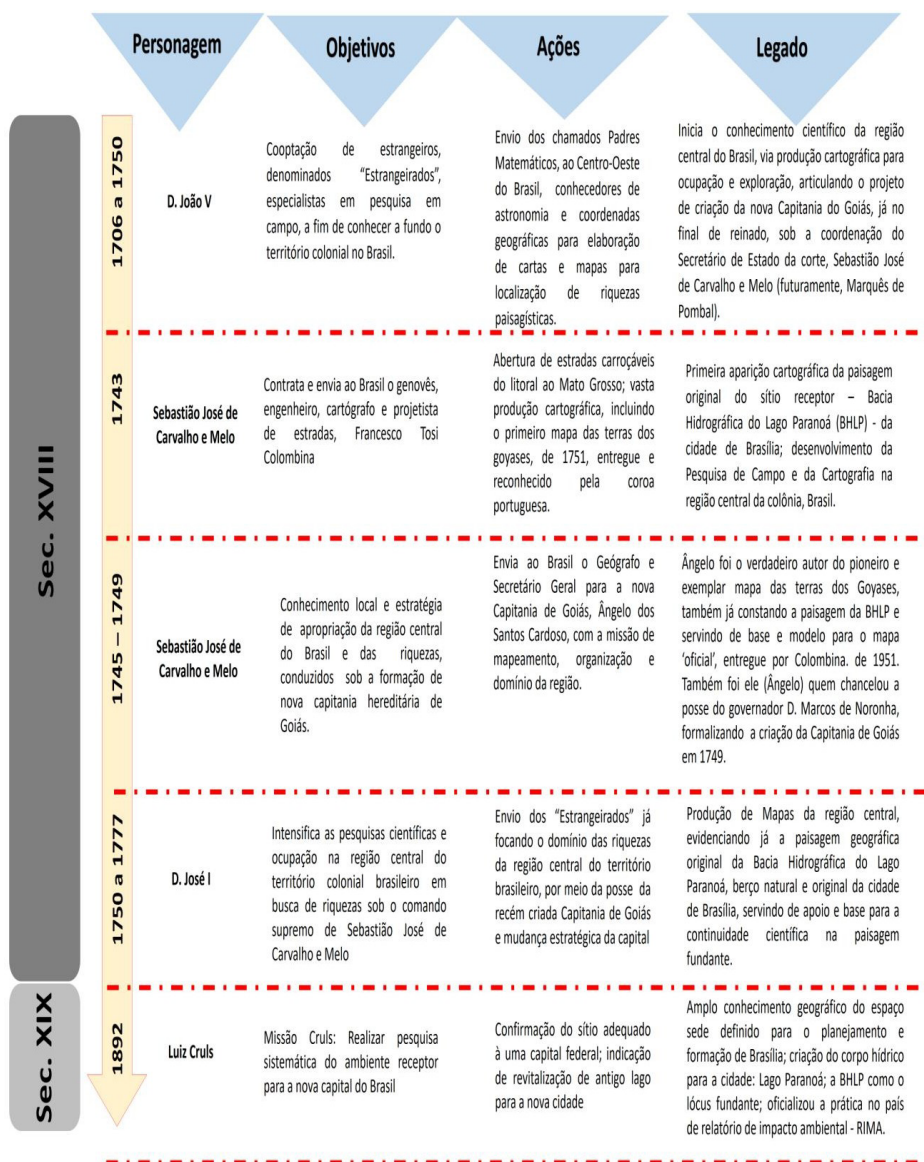 Personagem
Objetivos
Ações
Legado
Sec. XVIII
1706 a 1750
D. João V
Cooptação de estrangeiros,
denominados “Estrangeirados”,
especialistas em pesquisa em
campo, a fim de conhecer a fundo o
território colonial no Brasil.
Envio dos chamados Padres
Matemáticos, ao Centro-Oeste
do Brasil, conhecedores de
astronomia e coordenadas
geográficas para elaboração
de cartas e mapas para
localização de riquezas
paisagísticas.
Inicia o conhecimento científico da região
central do Brasil, via produção cartográfica para
ocupação e exploração, articulando o projeto
de criação da nova Capitania do Goiás, já no
final de reinado, sob a coordenação do
Secretário de Estado da corte, Sebastião José
de Carvalho e Melo (futuramente, Marquês de
Pombal).
1743
Sebastião José de
Carvalho e Melo
Contrata e envia ao Brasil o genovês,
engenheiro, cartógrafo e projetista
de estradas, Francesco Tosi
Colombina
Abertura de estradas carroçáveis
do litoral ao Mato Grosso; vasta
produção cartográfica, incluindo
o primeiro mapa das terras dos
goyases, de 1751, entregue e
reconhecido pela coroa
portuguesa.
Primeira aparição cartográfica da paisagem
original do sítio receptor – Bacia
Hidrográfica do Lago Paranoá (BHLP) - da
cidade de Brasília; desenvolvimento da
Pesquisa de Campo e da Cartografia na
região central da colônia, Brasil.
1745 – 1749
Sebastião José de
Carvalho e Melo
Conhecimento local e estratégia
de apropriação da região central
do Brasil e das riquezas,
conduzidos sob a formação de
nova capitania hereditária de
Goiás.
Envia ao Brasil o Geógrafo e
Secretário Geral para a nova
Capitania de Goiás, Ângelo dos
Santos Cardoso, com a missão de
mapeamento, organização e
domínio da região.
Ângelo foi o verdadeiro autor do pioneiro e
exemplar mapa das terras dos Goyases,
também já constando a paisagem da BHLP e
servindo de base e modelo para o mapa
‘oficial’, entregue por Colombina. de 1951.
Também foi ele (Ângelo) quem chancelou a
posse do governador D. Marcos de Noronha,
formalizando a criação da Capitania de Goiás
em 1749.
1750 a 1777
D. José I
Intensifica as pesquisas científicas e
ocupação na região central do
território colonial brasileiro em
busca de riquezas sob o comando
supremo de Sebastião José de
Carvalho e Melo
Envio dos “Estrangeirados” já
focando o domínio das riquezas
da região central do território
brasileiro, por meio da posse da
recém criada Capitania de Goiás
e mudança estratégica da capital
Produção de Mapas da região central,
evidenciando já a paisagem geográfica
original da Bacia Hidrográfica do Lago
Paranoá, berço natural e original da cidade
de Brasília, servindo de apoio e base para a
continuidade científica na paisagem
fundante.
Sec. XIX
1892
Luiz Cruls
Missão Cruls: Realizar pesquisa
sistemática do ambiente receptor
para a nova capital do Brasil
Confirmação do sítio adequado
à uma capital federal; indicação
de revitalização de antigo lago
para a nova cidade
Amplo conhecimento geográfico do espaço
sede definido para o planejamento e
formação de Brasília; criação do corpo hídrico
para a cidade: Lago Paranoá; a BHLP como o
lócus fundante; oficializou a prática no país
de relatório de impacto ambiental - RIMA.